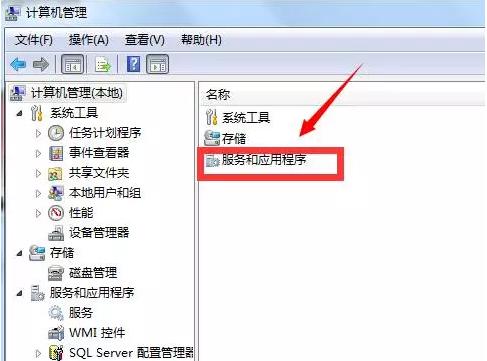 计算机管理
文件(F) 操作(A) 查看(V) 帮助(H)
计算机管理(本地)
系统工具
任务计划程序
事件查看器
共享文件夹
本地用户和组
性能
设备管理器
存储
磁盘管理
服务和应用程序
服务
WMI 控件
SQL Server 配置管理器
名称
系统工具
存储
服务和应用程序